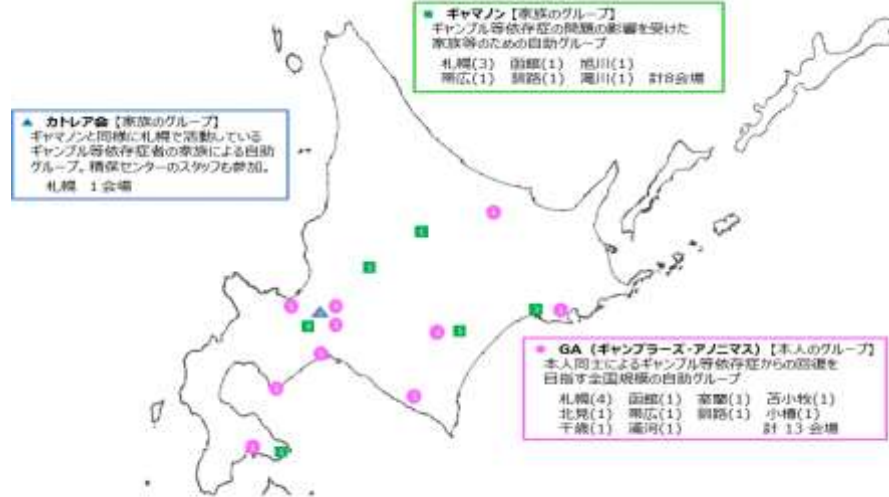 ギャマノン【家族のグループ】
ギャンブル等依存症の問題の影響を受けた
家族等のための自助グループ
札幌(3) 函館(1) 旭川(1)
帯広(1) 釧路(1) 滝川(1) 計8会場
カトレア会【家族のグループ】
ギャマノンと同様に札幌で活動している
ギャンブル等依存症者の家族による自助
グループ。精保センターのスタッフも参加。
札幌 1会場
GA (ギャンブラーズ・アノニマス)【本人のグループ】
本人同士によるギャンブル等依存症からの回復を
目指す全国規模の自助グループ
札幌(4) 函館(1) 室蘭(1) 苫小牧(1)
北見(1) 帯広(1) 釧路(1) 小樽(1)
千歳(1) 浦河(1) 計 13 会場